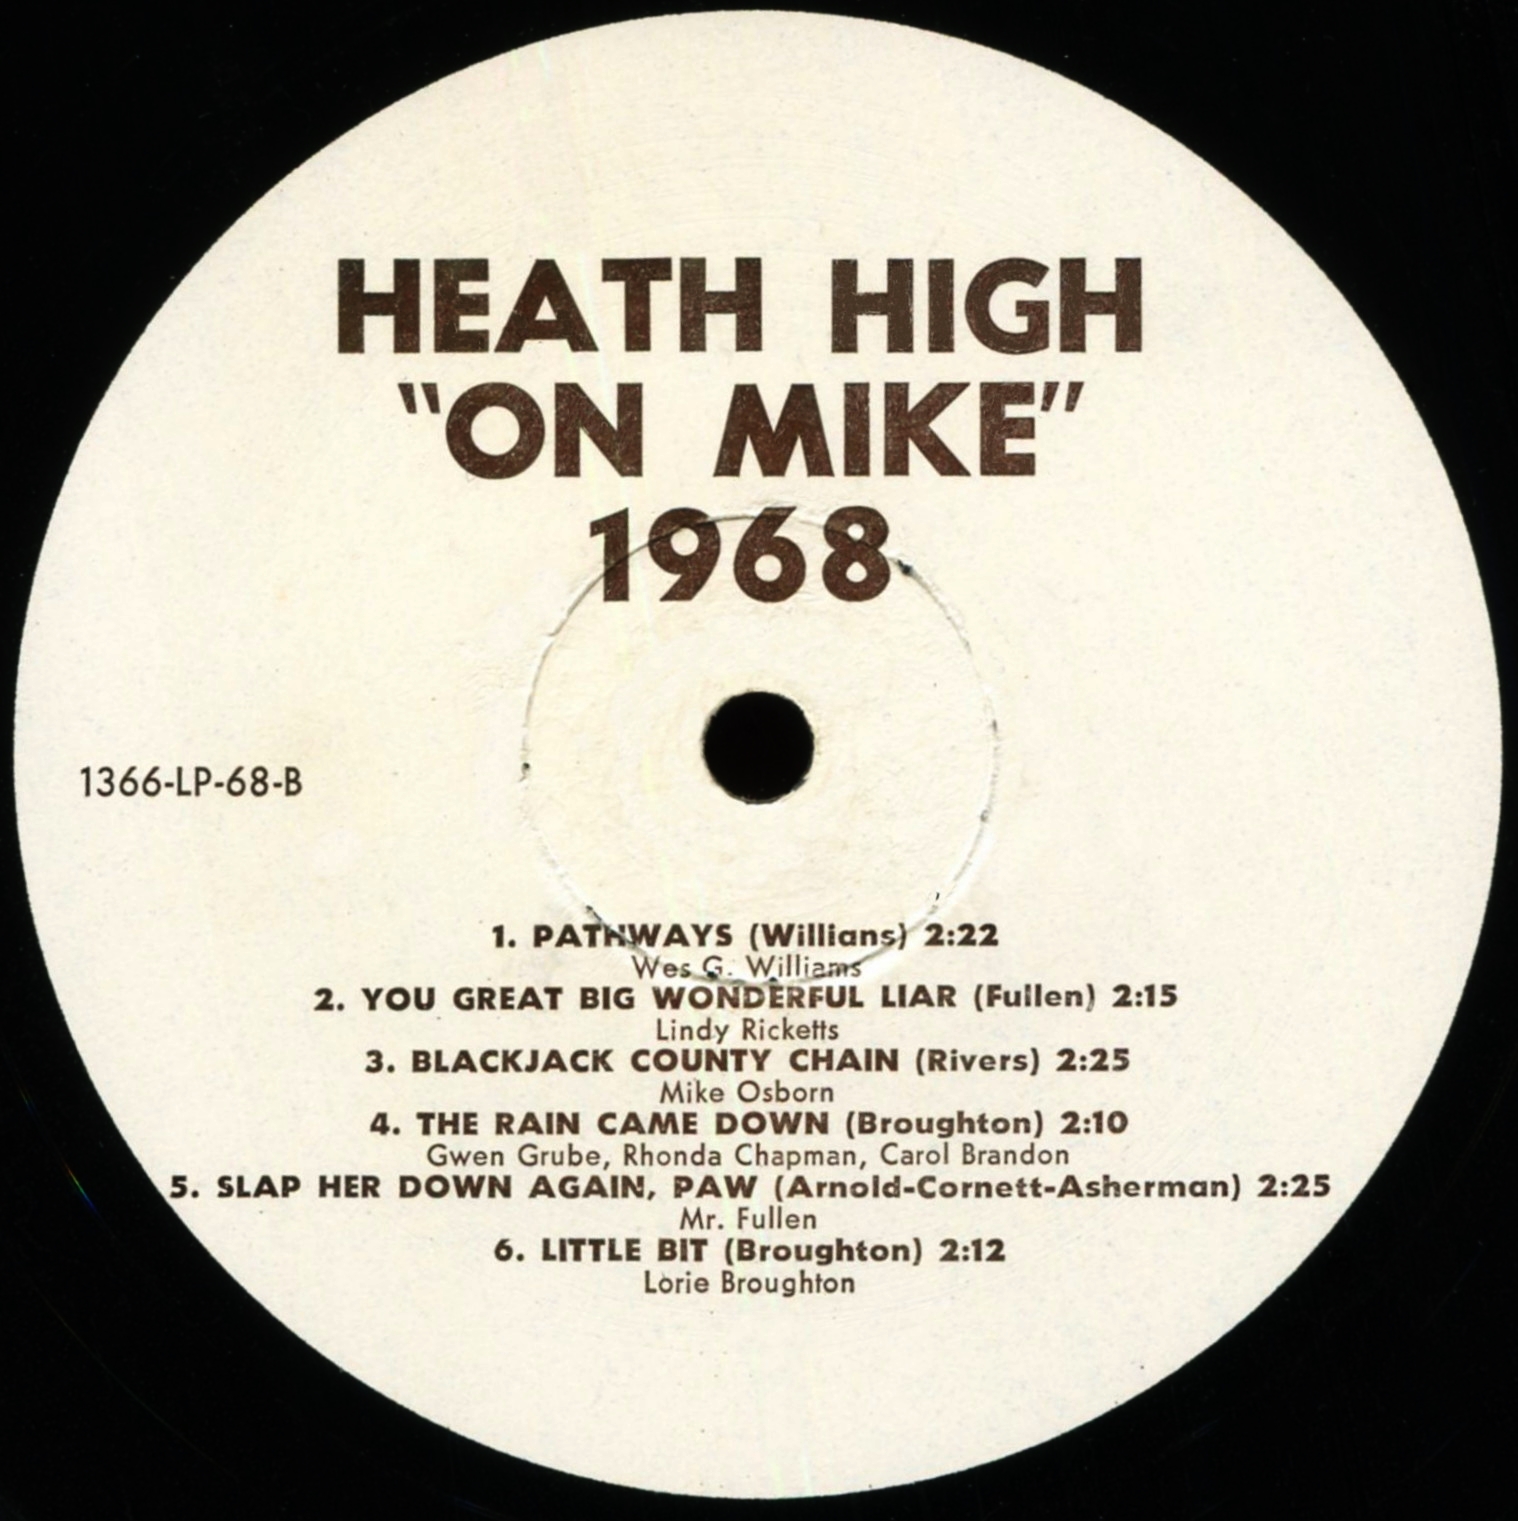 HEATH HIGH
"ON MIKE"
1968
1366-LP-68-B
1. PATHWAYS (Willians) 2:22
Wes G. Williams
2. YOU GREAT BIG WONDERFUL LIAR (Fullen) 2:15
Lindy Ricketts
3. BLACKJACK COUNTY CHAIN (Rivers) 2:25
Mike Osborn
4. THE RAIN CAME DOWN (Broughton) 2:10
Gwen Grube, Rhonda Chapman, Carol Brandon
5. SLAP HER DOWN AGAIN, PAW (Arnold-Cornett-Asherman) 2:25
Mr. Fullen
6. LITTLE BIT (Broughton) 2:12
Lorie Broughton